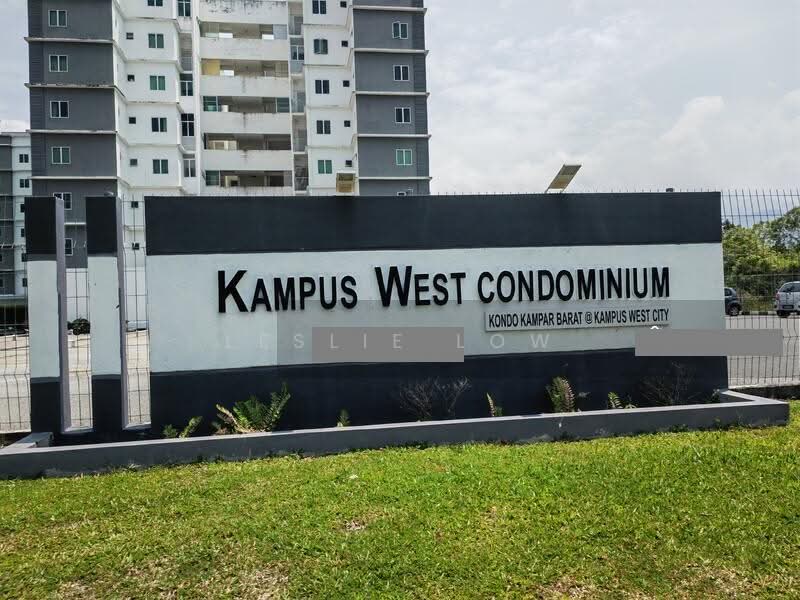 KAMPUS WEST CONDOMINIUM
KONDO KAMPAR BARAT @ KAMPUS WEST CITY
LESLIE LOW